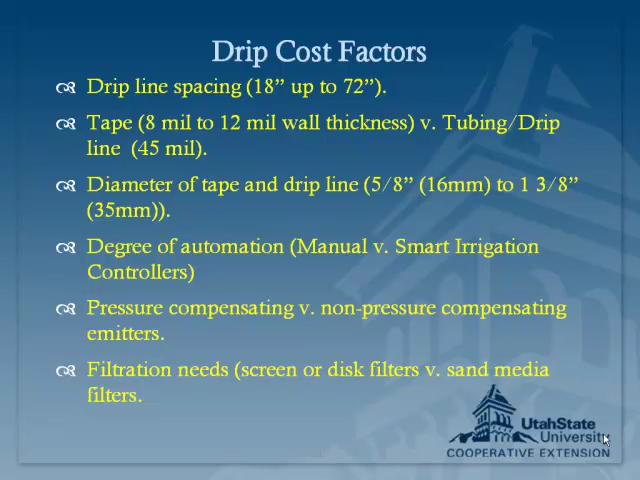 Drip Cost Factors
Drip line spacing (18” up to 72”).
Tape (8 mil to 12 mil wall thickness) v. Tubing/Drip
line (45 mil).
Diameter of tape and drip line (5/8” (16mm) to 1 3/8”
(35mm)).
Degree of automation (Manual v. Smart Irrigation
Controllers)
Pressure compensating v. non-pressure compensating
emitters.
Filtration needs (screen or disk filters v. sand media
filters.
UtahState
University
COOPERATIVE EXTENSION